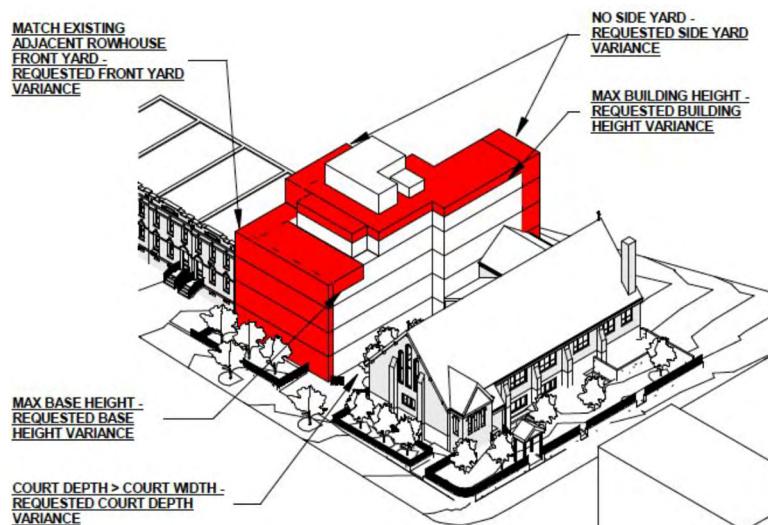 MATCH EXISTING
ADJACENT ROWHOUSE
FRONT YARD -
REQUESTED FRONT YARD
VARIANCE
NO SIDE YARD -
REQUESTED SIDE YARD
VARIANCE
MAX BUILDING HEIGHT -
REQUESTED BUILDING
HEIGHT VARIANCE
MAX BASE HEIGHT -
REQUESTED BASE
HEIGHT VARIANCE
COURT DEPTH > COURT WIDTH -
REQUESTED COURT DEPTH
VARIANCE